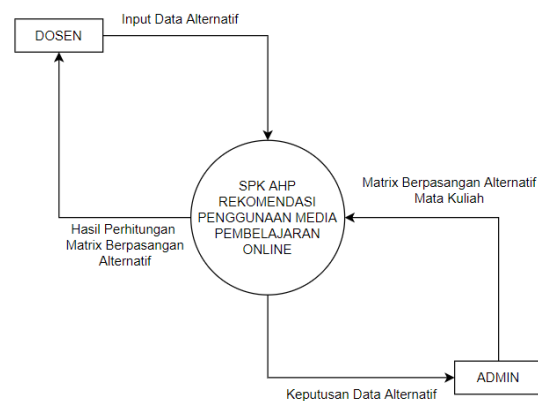 Input Data Alternatif
DOSEN
SPK AHP
REKOMENDASI
PENGGUNAAN MEDIA
PEMBELAJARAN
ONLINE
Matrix Berpasangan Alternatif
Mata Kuliah
Hasil Perhitungan
Matrix Berpasangan
Alternatif
ADMIN
Keputusan Data Alternatif